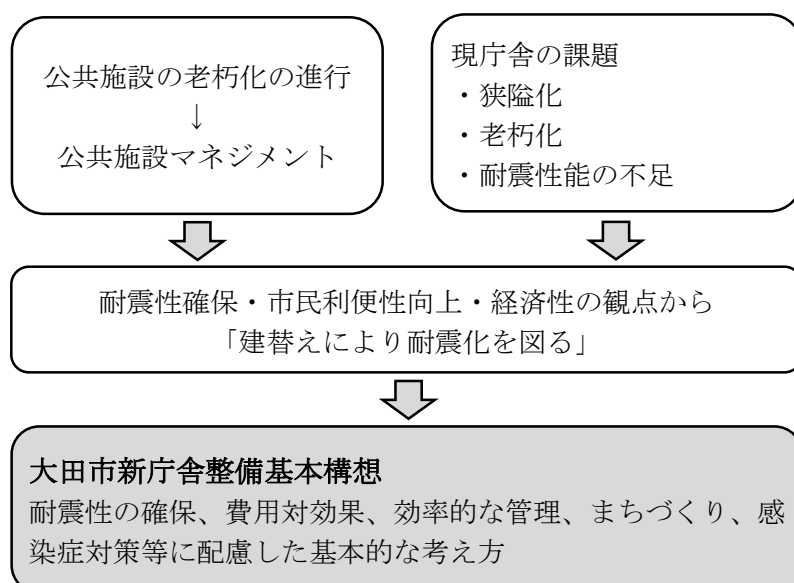 公共施設の老朽化の進行
↓
公共施設マネジメント
現庁舎の課題
・狭隘化
・老朽化
・耐震性能の不足
耐震性確保・市民利便性向上・経済性の観点から
「建替えにより耐震化を図る」
大田市新庁舎整備基本構想
耐震性の確保、費用対効果、効率的な管理、まちづくり、感
染症対策等に配慮した基本的な考え方